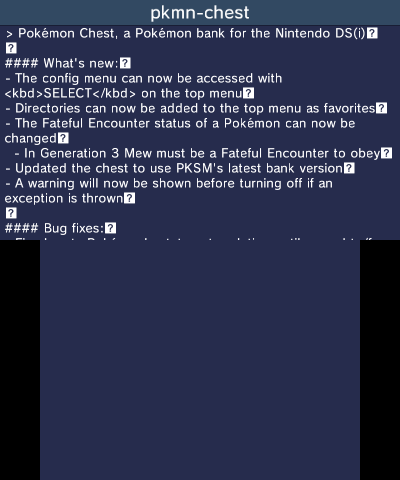 pkmn-chest
> Pokémon Chest, a Pokémon bank for the Nintendo DS(i)�
�
#### What's new:�
- The config menu can now be accessed with
<kbd>SELECT</kbd> on the top menu�
- Directories can now be added to the top menu as favorites�
- The Fateful Encounter status of a Pokémon can now be
changed�
  - In Generation 3 Mew must be a Fateful Encounter to obey�
- Updated the chest to use PKSM's latest bank version�
- A warning will now be shown before turning off if an
exception is thrown�
�
#### Bug fixes:�